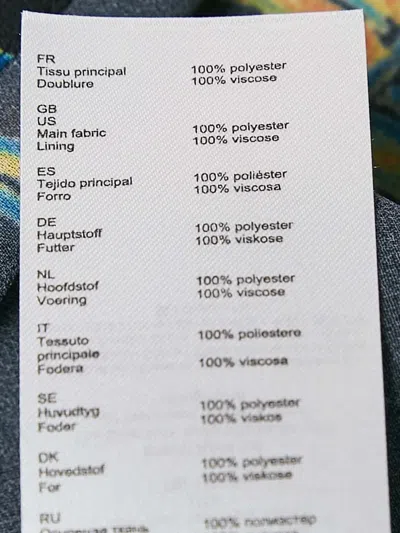 FR
Tissu principal 100% polyester
Doublure 100% viscose
GB
US
Main fabric 100% polyester
Lining 100% viscose
ES
Tejido principal 100% poliéster
Forro 100% viscosa
DE
Hauptstoff 100% polyester
Futter 100% viskose
NL
Hoofdstof 100% polyester
Voering 100% viscose
IT
Tessuto 100% poliestere
principale
Fodera 100% viscosa
SE
Huvudtyg 100% polyester
Foder 100% viskos
DK
Hovedstof 100% polyester
For 100% viskose
RU
100% полиэстер